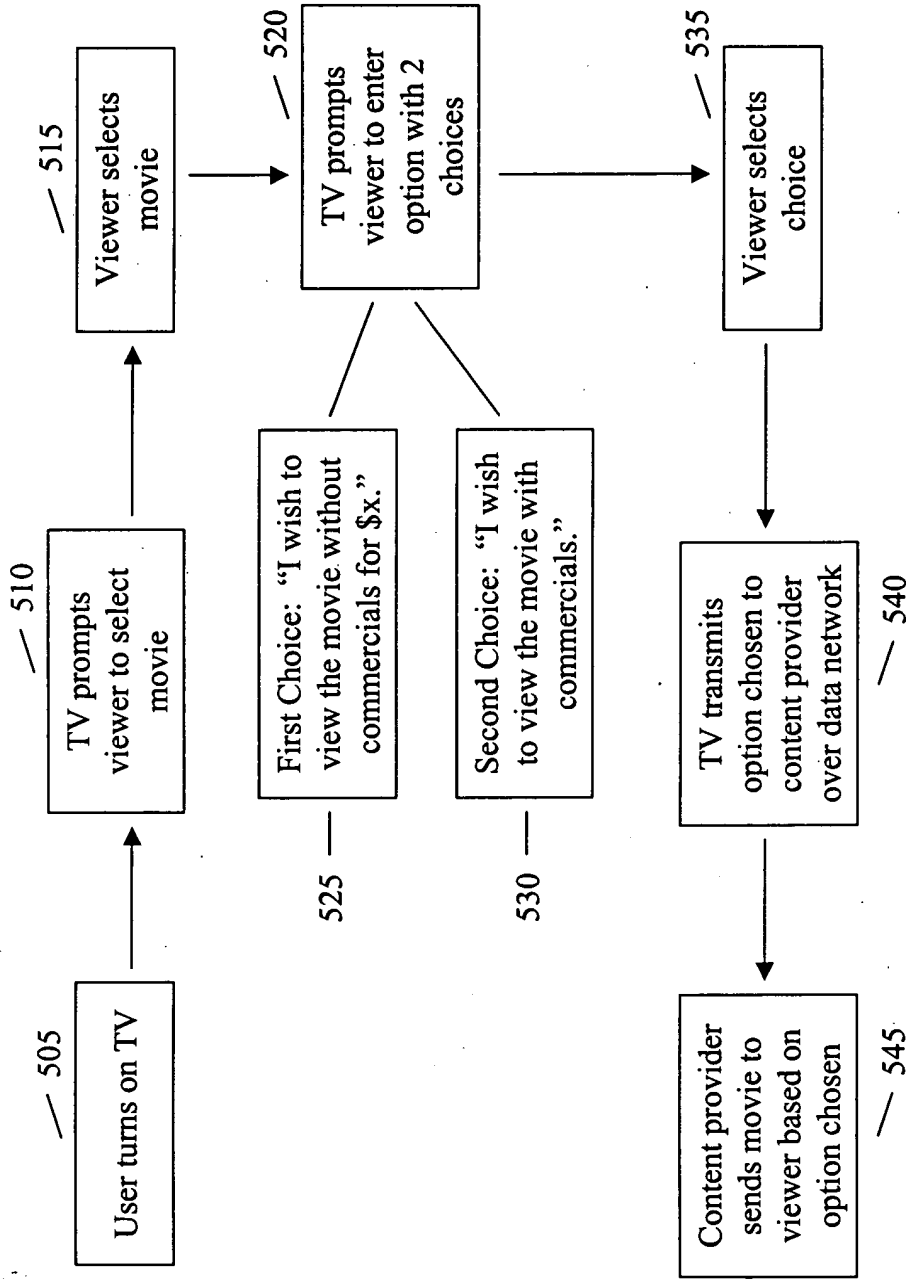 505
User turns on TV
510
TV prompts
viewer to select
movie
515
Viewer selects
movie
520
TV prompts
viewer to enter
option with 2
choices
525
First Choice: “I wish to
view the movie without
commercials for $x.”
530
Second Choice: “I wish
to view the movie with
commercials.”
535
Viewer selects
choice
540
TV transmits
option chosen to
content provider
over data network
545
Content provider
sends movie to
viewer based on
option chosen